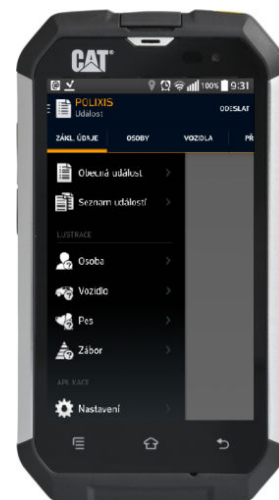 CAT
100% 9:31
POLIXIS
Událost
ODESLAT
ZÁKL. ÚDAJE OSOBY VOZIDLA PŘ
Obecná událost
Seznam událostí
LUSTRACE
Osoba
Vozidlo
Pes
Zábor
APLIKACE
Nastavení